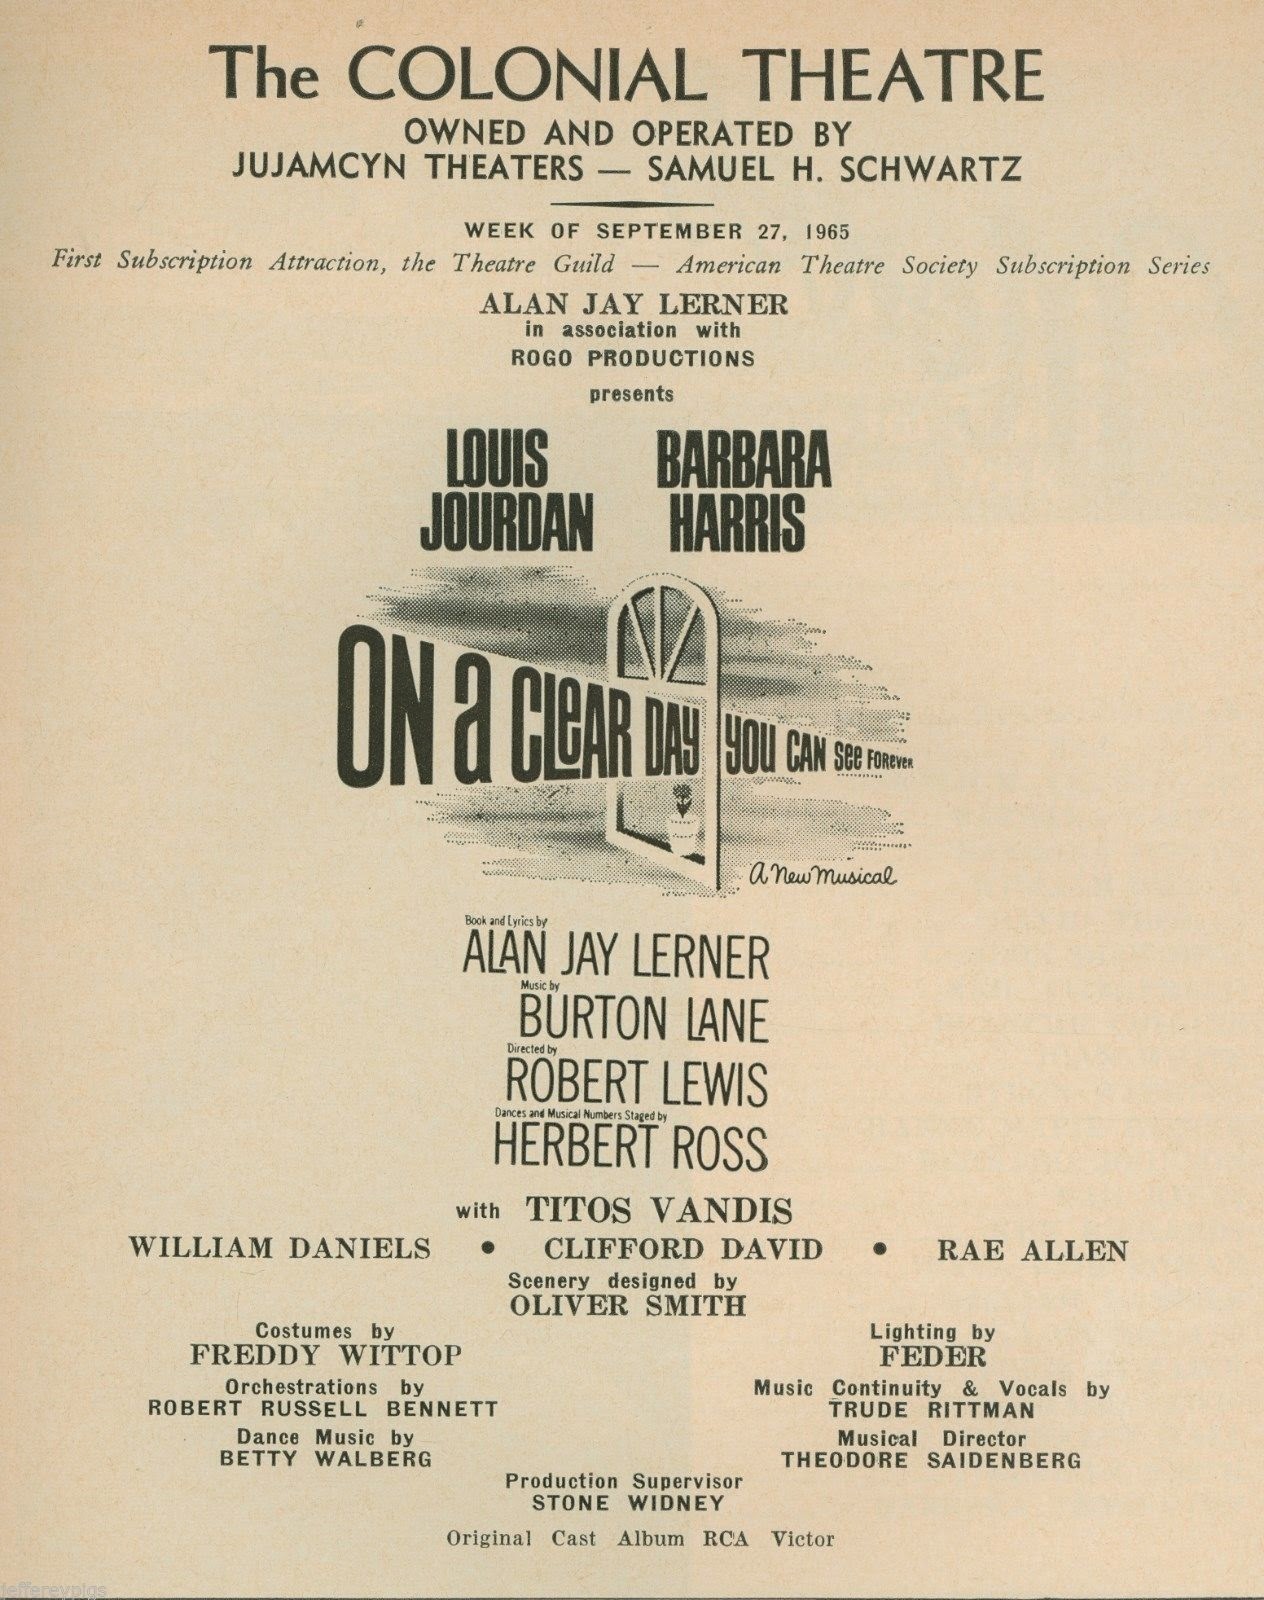 The COLONIAL THEATRE
OWNED AND OPERATED BY
JUJAMCYN THEATERS — SAMUEL H. SCHWARTZ
WEEK OF SEPTEMBER 27, 1965
First Subscription Attraction, the Theatre Guild — American Theatre Society Subscription Series
ALAN JAY LERNER
in association with
ROGO PRODUCTIONS
presents
LOUIS JOURDAN
BARBARA HARRIS
ON a CLeAR DAY YOU CAN See FOReveR
A New Musical
Book and Lyrics by
ALAN JAY LERNER
Music by
BURTON LANE
Directed by
ROBERT LEWIS
Dances and Musical Numbers Staged by
HERBERT ROSS
with TITOS VANDIS
WILLIAM DANIELS • CLIFFORD DAVID • RAE ALLEN
Scenery designed by
OLIVER SMITH
Costumes by
FREDDY WITTOP
Lighting by
FEDER
Orchestrations by
ROBERT RUSSELL BENNETT
Music Continuity & Vocals by
TRUDE RITTMAN
Dance Music by
BETTY WALBERG
Musical Director
THEODORE SAIDENBERG
Production Supervisor
STONE WIDNEY
Original Cast Album RCA Victor
jeffereypigs